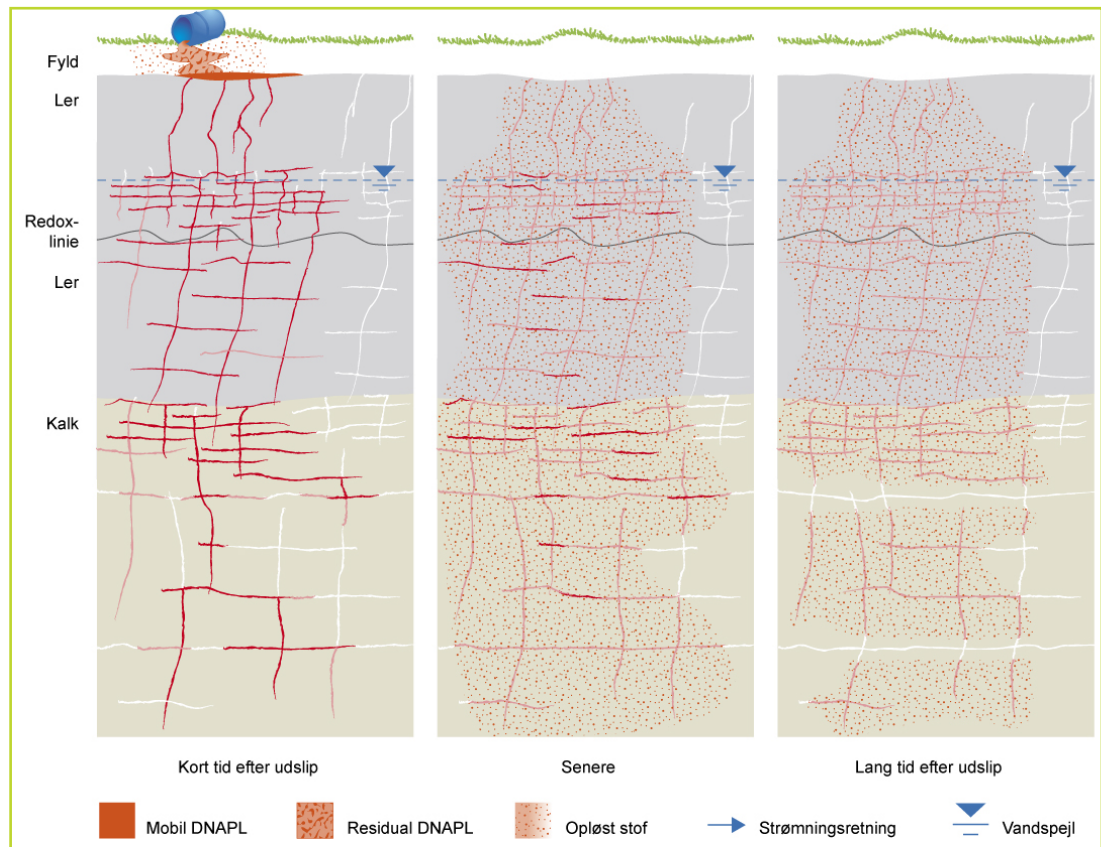 Fyld
Ler
Redox-
linie
Ler
Kalk
Kort tid efter udslip
Senere
Lang tid efter udslip
Mobil DNAPL
Residual DNAPL
Opløst stof
Strømningsretning
Vandspejl